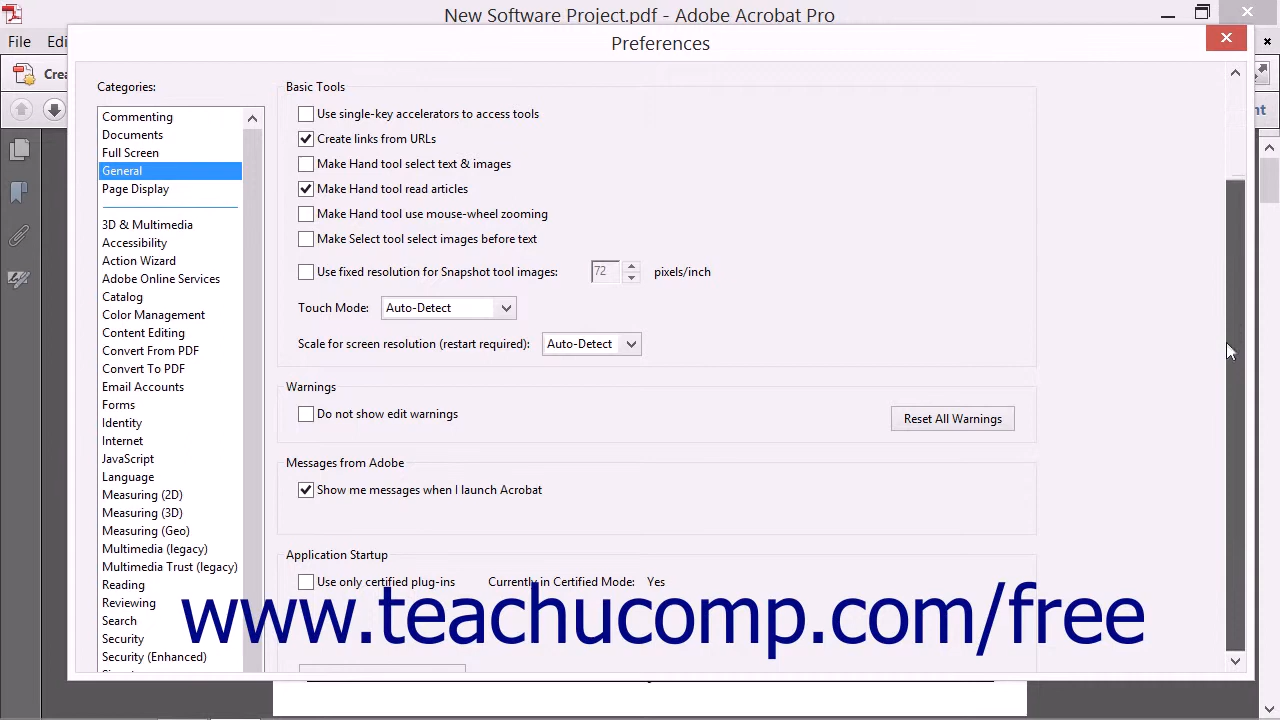 New Software Project.pdf - Adobe Acrobat Pro
File
Edi
Preferences
Crea
nt
Categories:
Commenting
Documents
Full Screen
General
Page Display
3D & Multimedia
Accessibility
Action Wizard
Adobe Online Services
Catalog
Color Management
Content Editing
Convert From PDF
Convert To PDF
Email Accounts
Forms
Identity
Internet
JavaScript
Language
Measuring (2D)
Measuring (3D)
Measuring (Geo)
Multimedia (legacy)
Multimedia Trust (legacy)
Reading
Reviewing
Search
Security
Security (Enhanced)
Basic Tools
Use single-key accelerators to access tools
Create links from URLs
Make Hand tool select text & images
Make Hand tool read articles
Make Hand tool use mouse-wheel zooming
Make Select tool select images before text
Use fixed resolution for Snapshot tool images: 72 pixels/inch
Touch Mode: Auto-Detect
Scale for screen resolution (restart required): Auto-Detect
Warnings
Do not show edit warnings
Reset All Warnings
Messages from Adobe
Show me messages when I launch Acrobat
Application Startup
Use only certified plug-ins Currently in Certified Mode: Yes
www.teachucomp.com/free